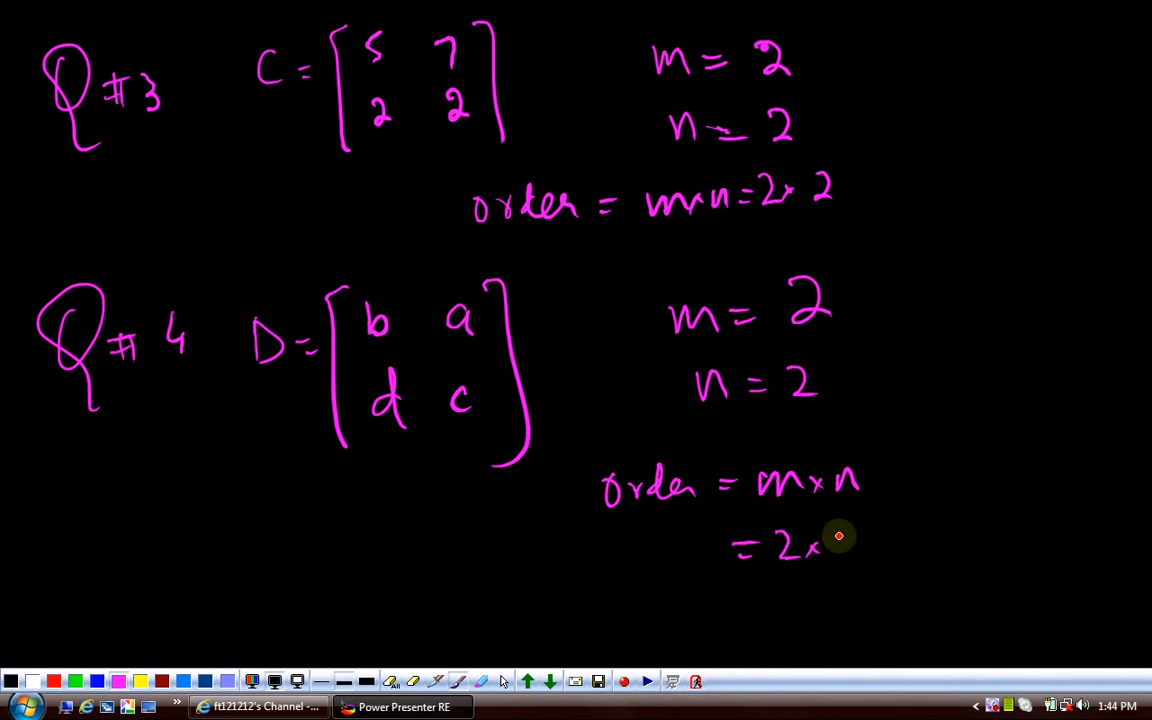 Q # 3 C = [ 5 7 m = 2
2 2 ] n = 2
order = m×n = 2 × 2
Q # 4 D = [ b a m = 2
d c ] n = 2
order = m×n
= 2×
ft121212's Channel -... Power Presenter RE 1:44 PM